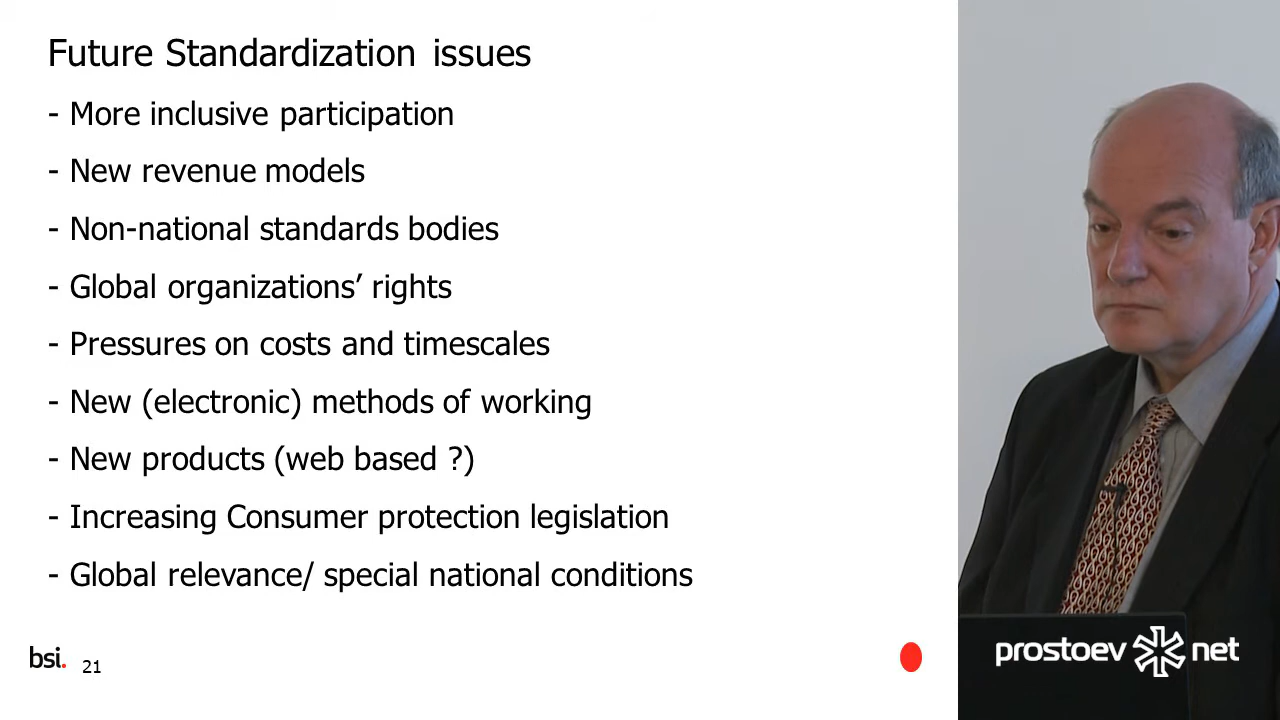 Future Standardization issues
- More inclusive participation
- New revenue models
- Non-national standards bodies
- Global organizations’ rights
- Pressures on costs and timescales
- New (electronic) methods of working
- New products (web based ?)
- Increasing Consumer protection legislation
- Global relevance/ special national conditions
bsi. 21
prostoev net